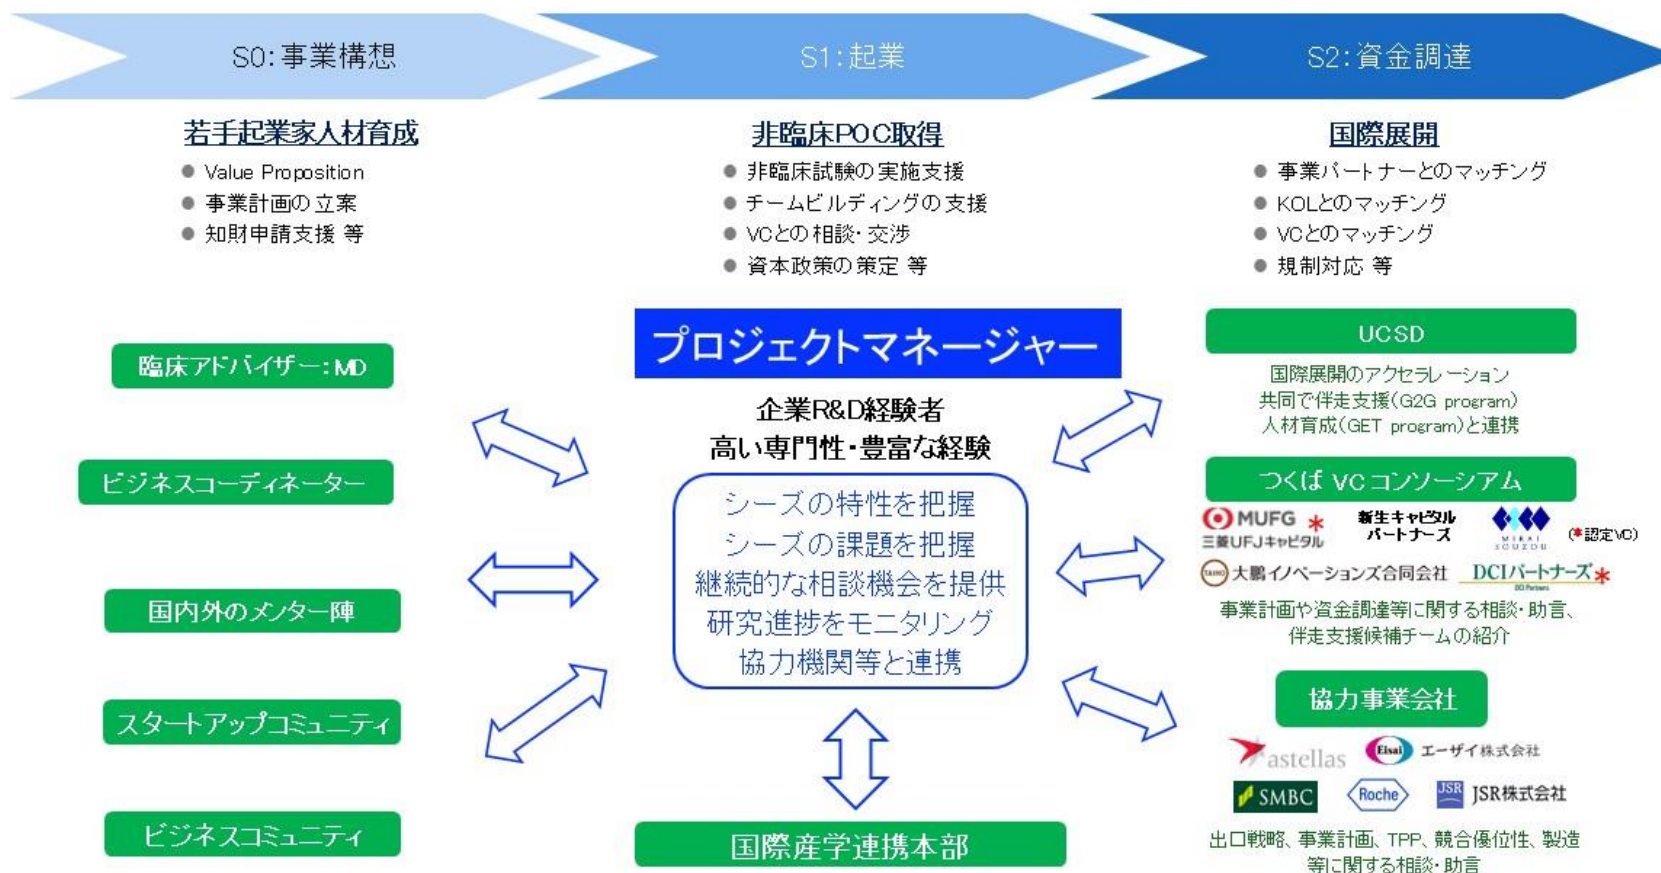 S0:事業構想
S1:起業
S2:資金調達
若手起業家人材育成
● Value Proposition
● 事業計画の立案
● 知財申請支援 等
非臨床POC取得
● 非臨床試験の実施支援
● チームビルディングの支援
● VCとの相談・交渉
● 資本政策の策定 等
国際展開
● 事業パートナーとのマッチング
● KOLとのマッチング
● VCとのマッチング
● 規制対応 等
臨床アドバイザー:MD
ビジネスコーディネーター
国内外のメンター陣
スタートアップコミュニティ
ビジネスコミュニティ
プロジェクトマネージャー
企業R&D経験者
高い専門性・豊富な経験
シーズの特性を把握
シーズの課題を把握
継続的な相談機会を提供
研究進捗をモニタリング
協力機関等と連携
国際産学連携本部
UCSD
国際展開のアクセラレーション
共同で伴走支援(G2G program)
人材育成(GET program)と連携
つくば VCコンソーシアム
MUFG *
三菱UFJキャピタル
新生キャピタル
パートナーズ
MIRAI
SOUZOU
(*認定VC)
TAIHO 大鵬イノベーションズ合同会社
DCIパートナーズ*
DCI Partners
事業計画や資金調達等に関する相談・助言、
伴走支援候補チームの紹介
協力事業会社
astellas
Eisai エーザイ株式会社
SMBC
Roche
JSR JSR株式会社
出口戦略、事業計画、TPP、競合優位性、製造
等に関する相談・助言